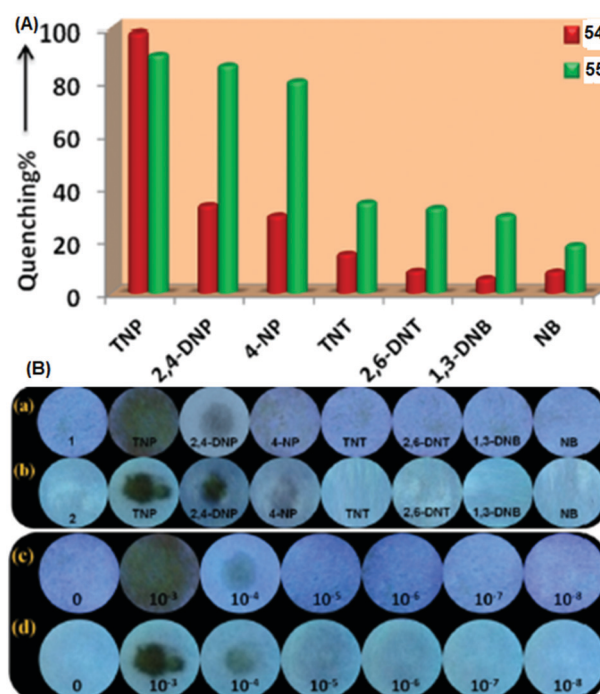 (A)
100
80
60
40
20
0
Quenching%
54
55
TNP
2,4-DNP
4-NP
TNT
2,6-DNT
1,3-DNB
NB
(B)
(a)
1 TNP 2,4-DNP 4-NP TNT 2,6-DNT 1,3-DNB NB
(b)
2 TNP 2,4-DNP 4-NP TNT 2,6-DNT 1,3-DNB NB
(c)
0 10-3 10-4 10-5 10-6 10-7 10-8
(d)
0 10-3 10-4 10-5 10-6 10-7 10-8